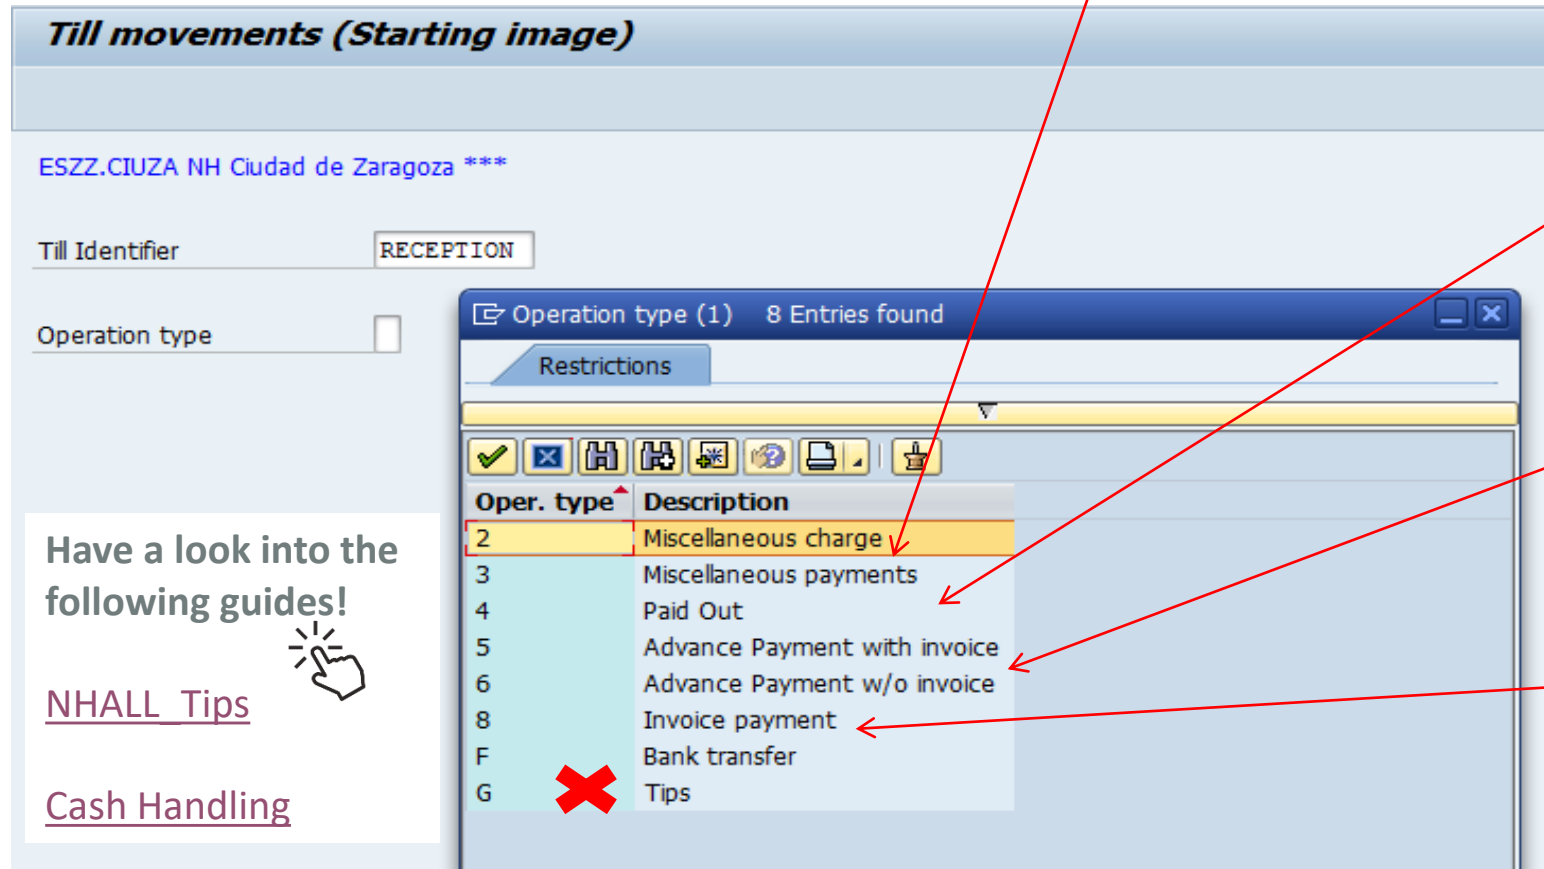 Till movements (Starting image)
ESZZ.CIUZA NH Ciudad de Zaragoza ***
Till Identifier RECEPTION
Operation type
Operation type (1) 8 Entries found
Restrictions
Oper. type Description
2 Miscellaneous charge
3 Miscellaneous payments
4 Paid Out
5 Advance Payment with invoice
6 Advance Payment w/o invoice
8 Invoice payment
F Bank transfer
G Tips
Have a look into the
following guides!
NHALL_Tips
Cash Handling